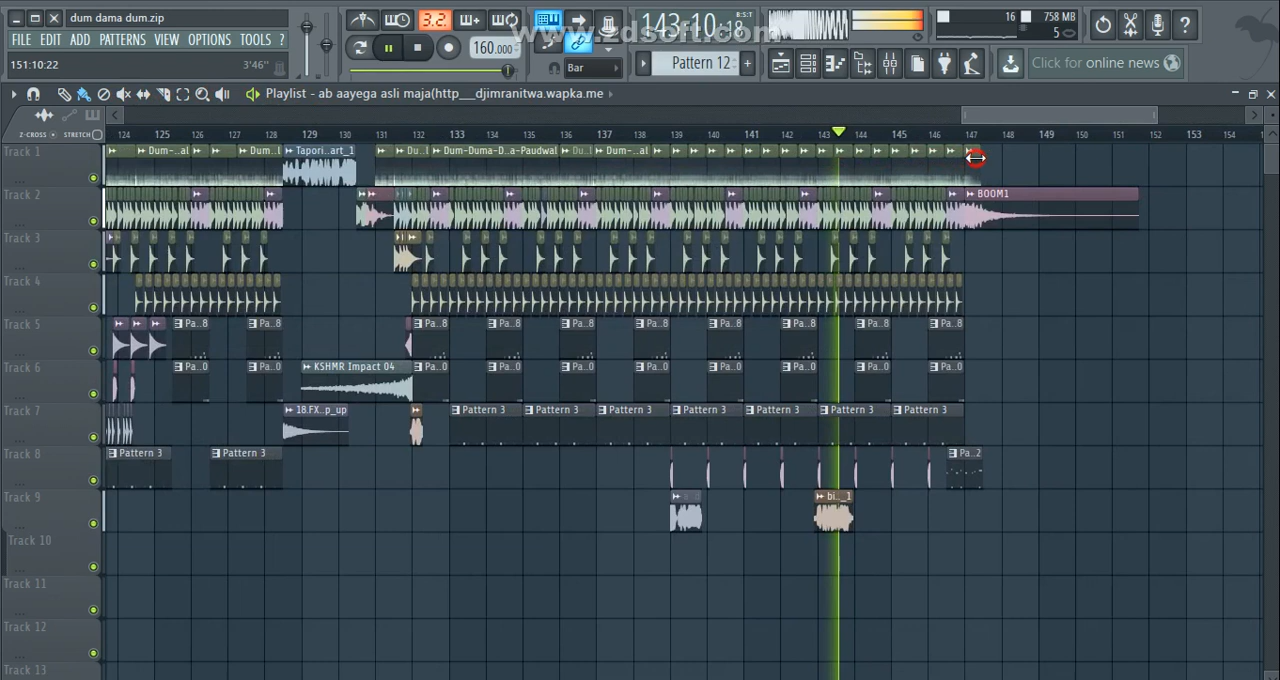 dum dama dum.zip
FILE EDIT ADD PATTERNS VIEW OPTIONS TOOLS ?
151:10:22 3'46"
3.2.
160.000
Bar
143:10:18
B:S:T
Pattern 12
16
758 MB
5
Click for online news
Playlist - ab aayega asli maja(http___djimranitwa.wapka.me
Z-CROSS STRETCH
124 125 126 127 128 129 130 131 132 133 134 135 136 137 138 139 140 141 142 143 144 145 146 147 148 149 150 151 152 153 154
Track 1 Dum-..al Dum..l Tapori..art_1 Du..l Dum-Duma-D..a-Paudwal Du..l Dum-...al
Track 2 BOOM1
Track 3
Track 4
Track 5 Pa..8 Pa..8 Pa..8 Pa..8 Pa..8 Pa..8 Pa..8 Pa..8 Pa..8 Pa..8
Track 6 Pa..0 Pa..0 KSHMR Impact 04 Pa..0 Pa..0 Pa..0 Pa..0 Pa..0 Pa..0 Pa..0 Pa..0
Track 7 18.FX..p_up Pattern 3 Pattern 3 Pattern 3 Pattern 3 Pattern 3 Pattern 3 Pattern 3
Track 8 Pattern 3 Pattern 3 Pa..2
Track 9 bi.._1
Track 10
Track 11
Track 12
Track 13